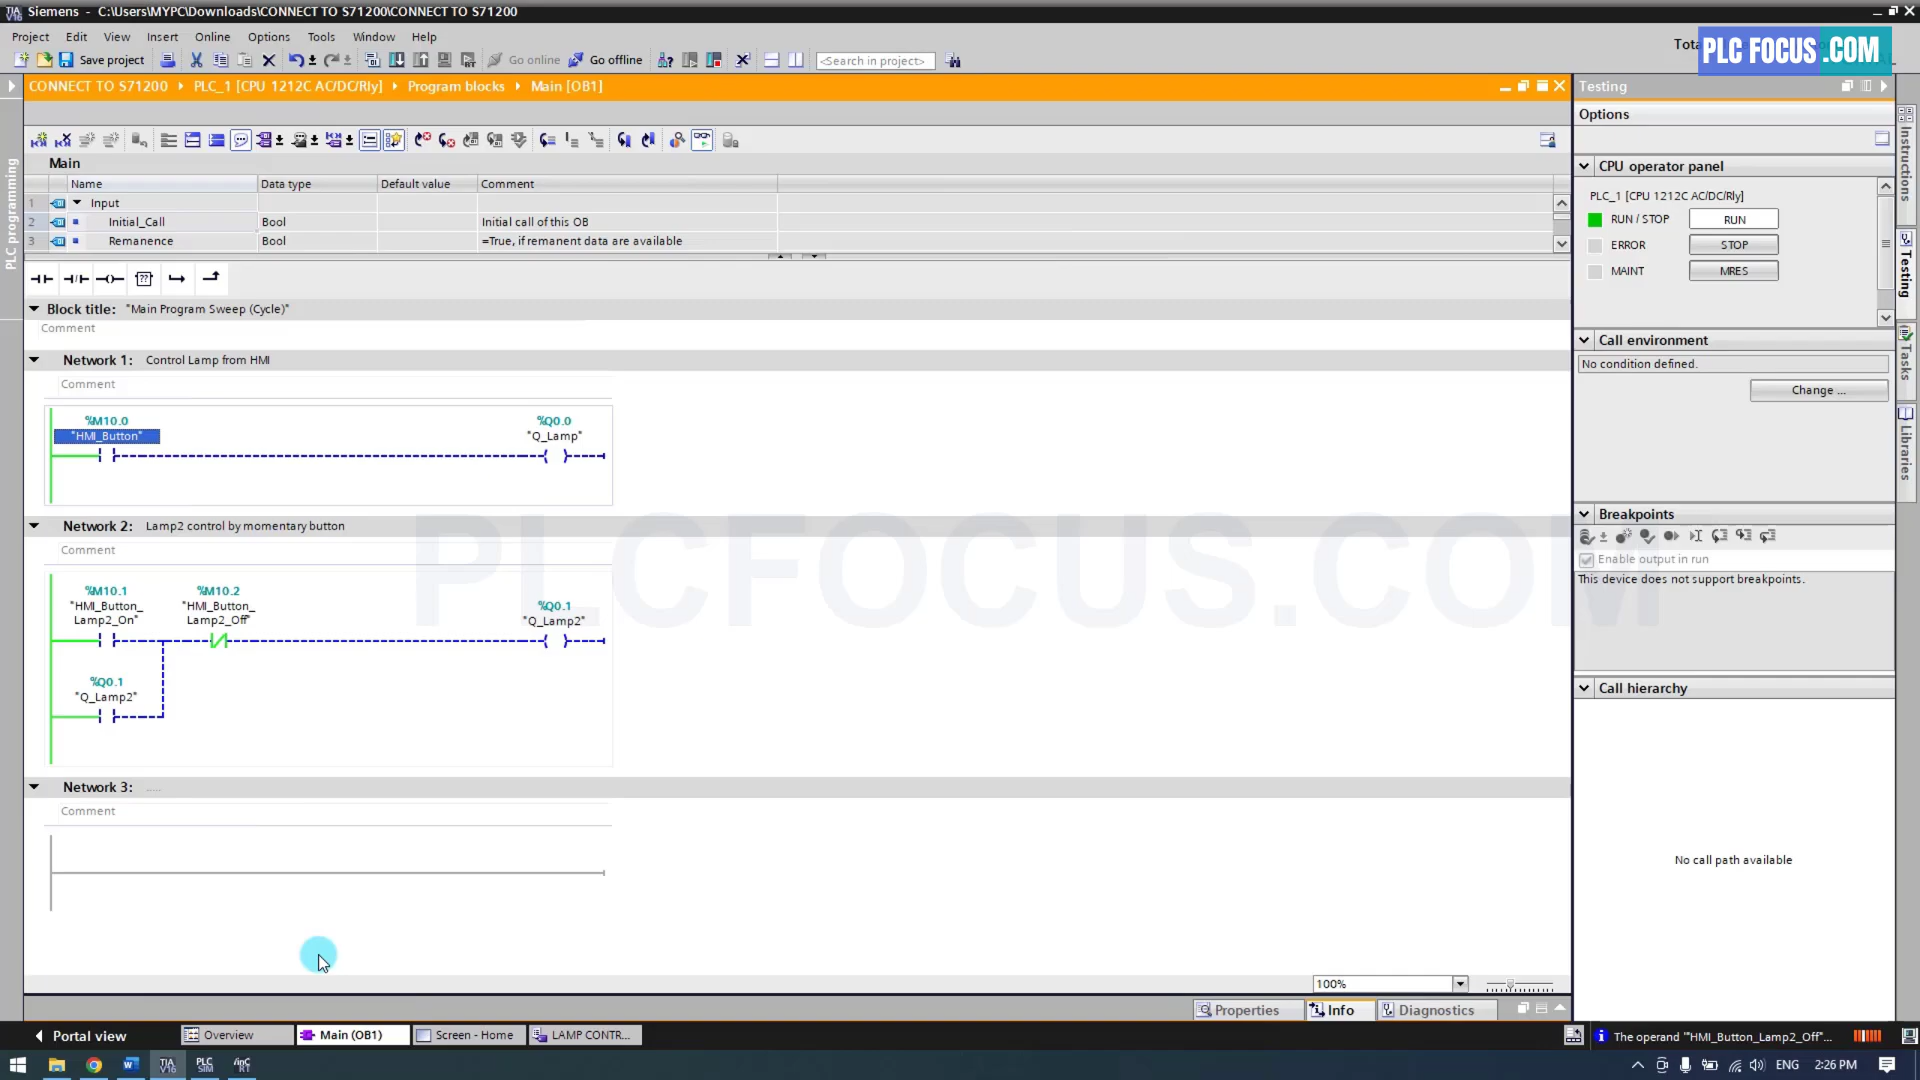 Siemens - C:\Users\MYPC\Downloads\CONNECT TO S71200\CONNECT TO S71200
Project Edit View Insert Online Options Tools Window Help
PLC FOCUS .COM
Save project Go online Go offline <Search in project>
CONNECT TO S71200 PLC_1 [CPU 1212C AC/DC/Rly] Program blocks Main [OB1]
Testing
Options
Main
Name Data type Default value Comment
1 Input
2 Initial_Call Bool Initial call of this OB
3 Remanence Bool =True, if remanent data are available
Block title: "Main Program Sweep (Cycle)"
Comment
Network 1: Control Lamp from HMI
Comment
%M10.0 %Q0.0
"HMI_Button" "Q_Lamp"
Network 2: Lamp2 control by momentary button
Comment
%M10.1 %M10.2 %Q0.1
"HMI_Button_Lamp2_On" "HMI_Button_Lamp2_Off" "Q_Lamp2"
%Q0.1
"Q_Lamp2"
Network 3: .....
Comment
PLCFOCUS.COM
CPU operator panel
PLC_1 [CPU 1212C AC/DC/Rly]
RUN / STOP RUN
ERROR STOP
MAINT MRES
Call environment
No condition defined.
Change ...
Breakpoints
Enable output in run
This device does not support breakpoints.
Call hierarchy
No call path available
PLC programming
Instructions
Testing
Tasks
Libraries
100%
Properties Info Diagnostics
Portal view Overview Main (OB1) Screen - Home LAMP CONTR... The operand '"HMI_Button_Lamp2_Off"...
ENG 2:26 PM